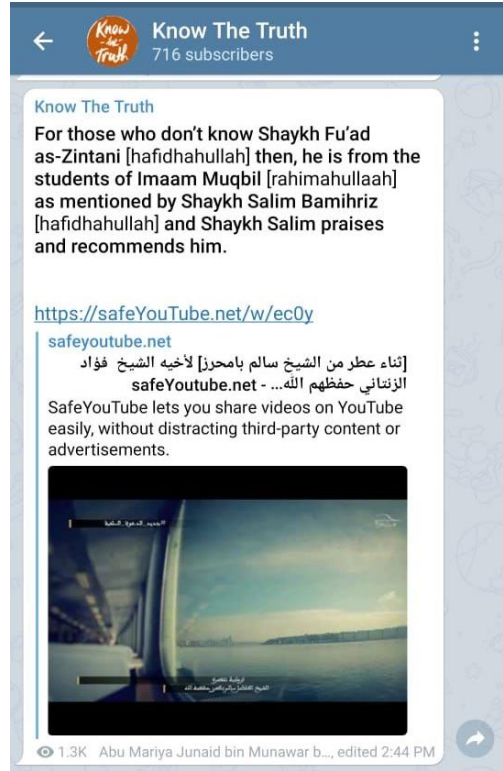 Know The Truth
Know
-the-
Truth
716 subscribers
Know The Truth
For those who don’t know Shaykh Fu’ad
as-Zintani [hafidhahullah] then, he is from the
students of Imaam Muqbil [rahimahullaah]
as mentioned by Shaykh Salim Bamihriz
[hafidhahullah] and Shaykh Salim praises
and recommends him.
https://safeYouTube.net/w/ec0y
safeyoutube.net
[ثناء عطر من الشيخ سالم بامحرز] لأخيه الشيخ فؤاد
الزنتاني حفظهم الله... - safeYoutube.net
SafeYouTube lets you share videos on YouTube
easily, without distracting third-party content or
advertisements.
1.3K Abu Mariya Junaid bin Munawar b..., edited 2:44 PM